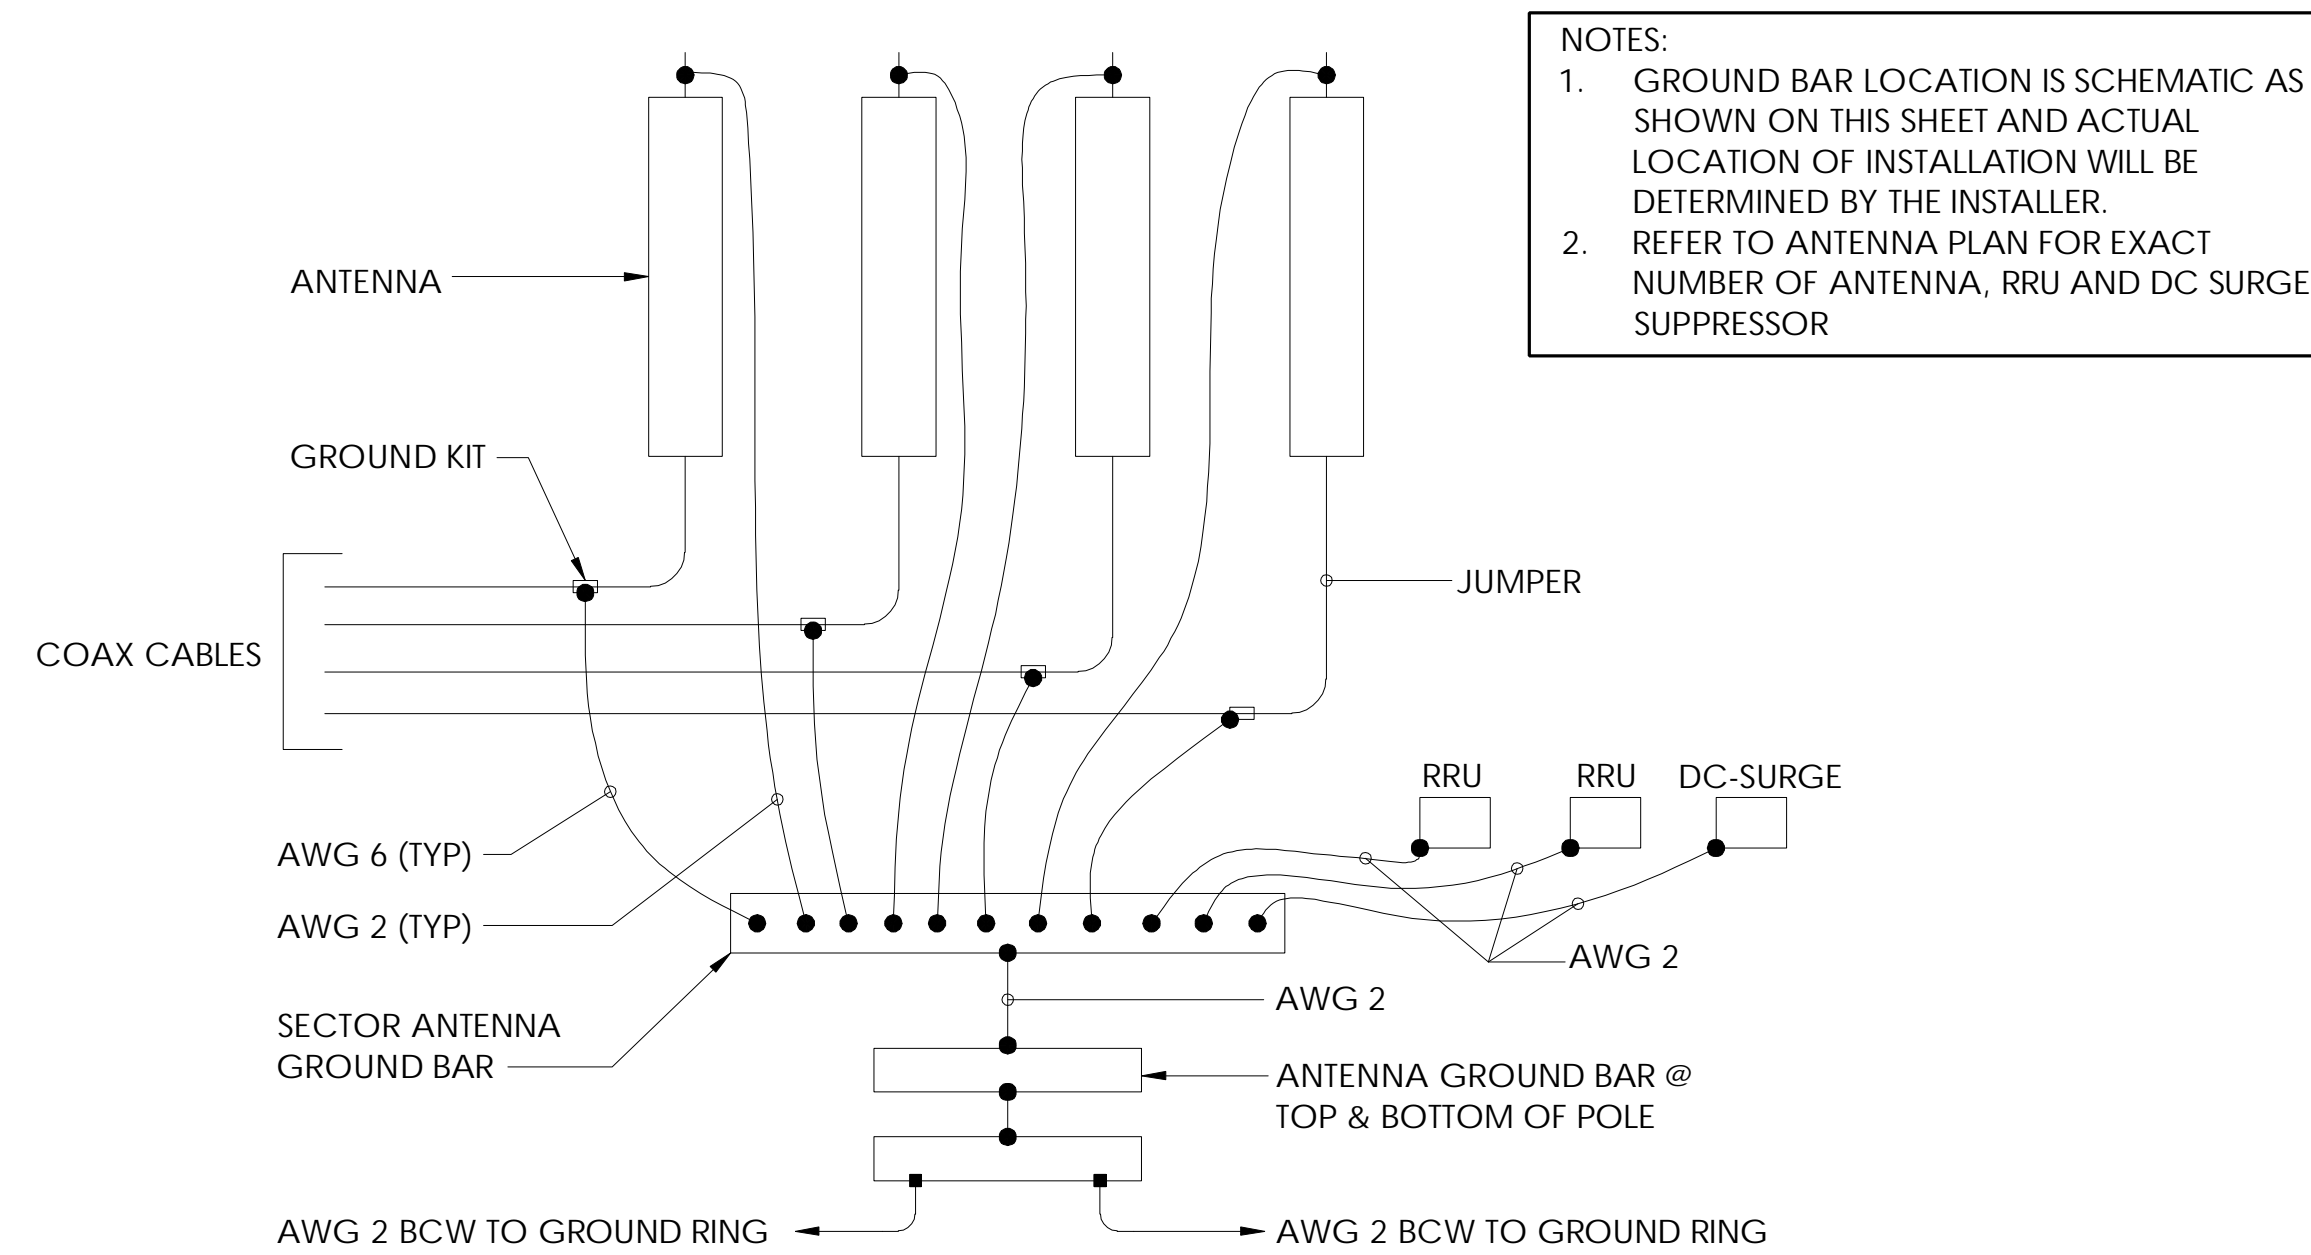 NOTES:
1. GROUND BAR LOCATION IS SCHEMATIC AS
SHOWN ON THIS SHEET AND ACTUAL
LOCATION OF INSTALLATION WILL BE
DETERMINED BY THE INSTALLER.
2. REFER TO ANTENNA PLAN FOR EXACT
NUMBER OF ANTENNA, RRU AND DC SURGE
SUPPRESSOR
ANTENNA
GROUND KIT
JUMPER
COAX CABLES
RRU
RRU
DC-SURGE
AWG 6 (TYP)
AWG 2 (TYP)
AWG 2
AWG 2
SECTOR ANTENNA
GROUND BAR
ANTENNA GROUND BAR @
TOP & BOTTOM OF POLE
AWG 2 BCW TO GROUND RING
AWG 2 BCW TO GROUND RING